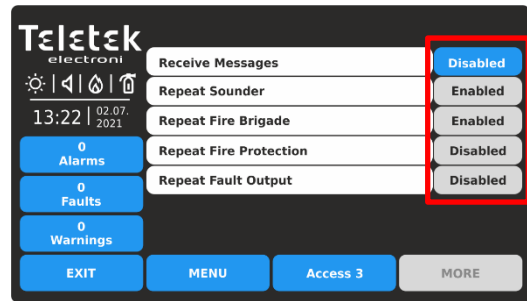 Teletek
electroni
13:22 | 02.07.
2021
0
Alarms
0
Faults
0
Warnings
Receive Messages Disabled
Repeat Sounder Enabled
Repeat Fire Brigade Enabled
Repeat Fire Protection Disabled
Repeat Fault Output Disabled
EXIT MENU Access 3 MORE